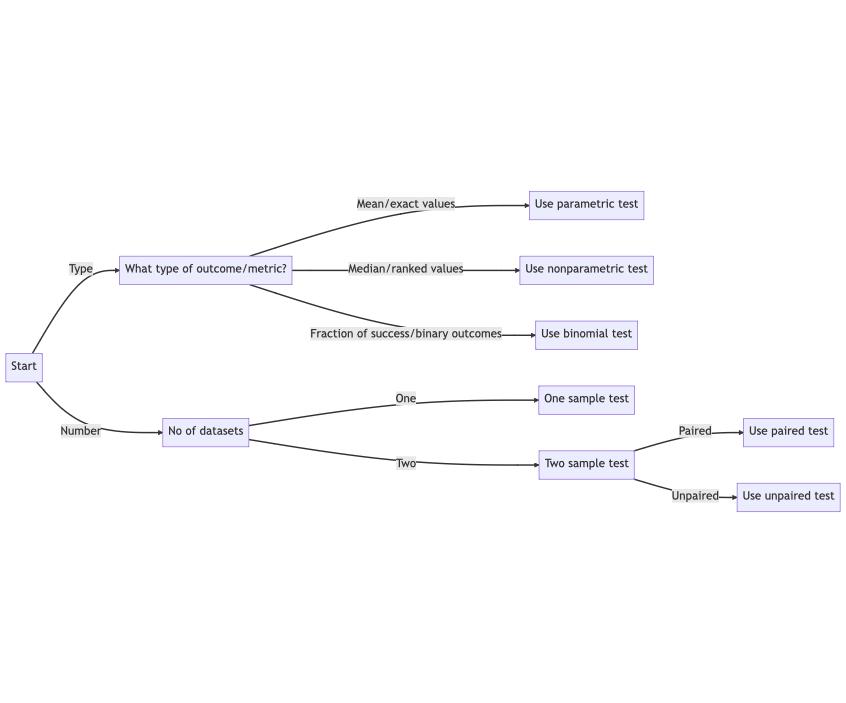 Mean/exact values
Use parametric test
Type
What type of outcome/metric?
Median/ranked values
Use nonparametric test
Fraction of success/binary outcomes
Use binomial test
Start
Number
No of datasets
One
One sample test
Two
Two sample test
Paired
Use paired test
Unpaired
Use unpaired test